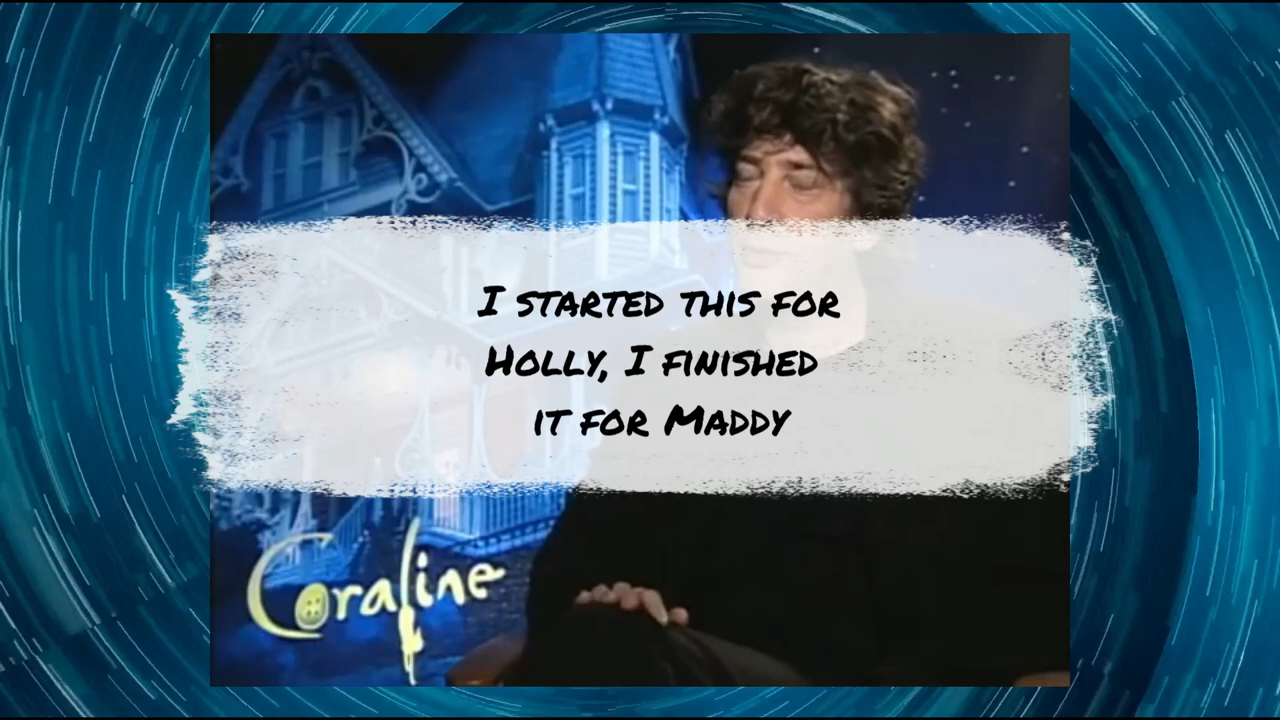 I STARTED THIS FOR
HOLLY, I FINISHED
IT FOR MADDY
Coraline